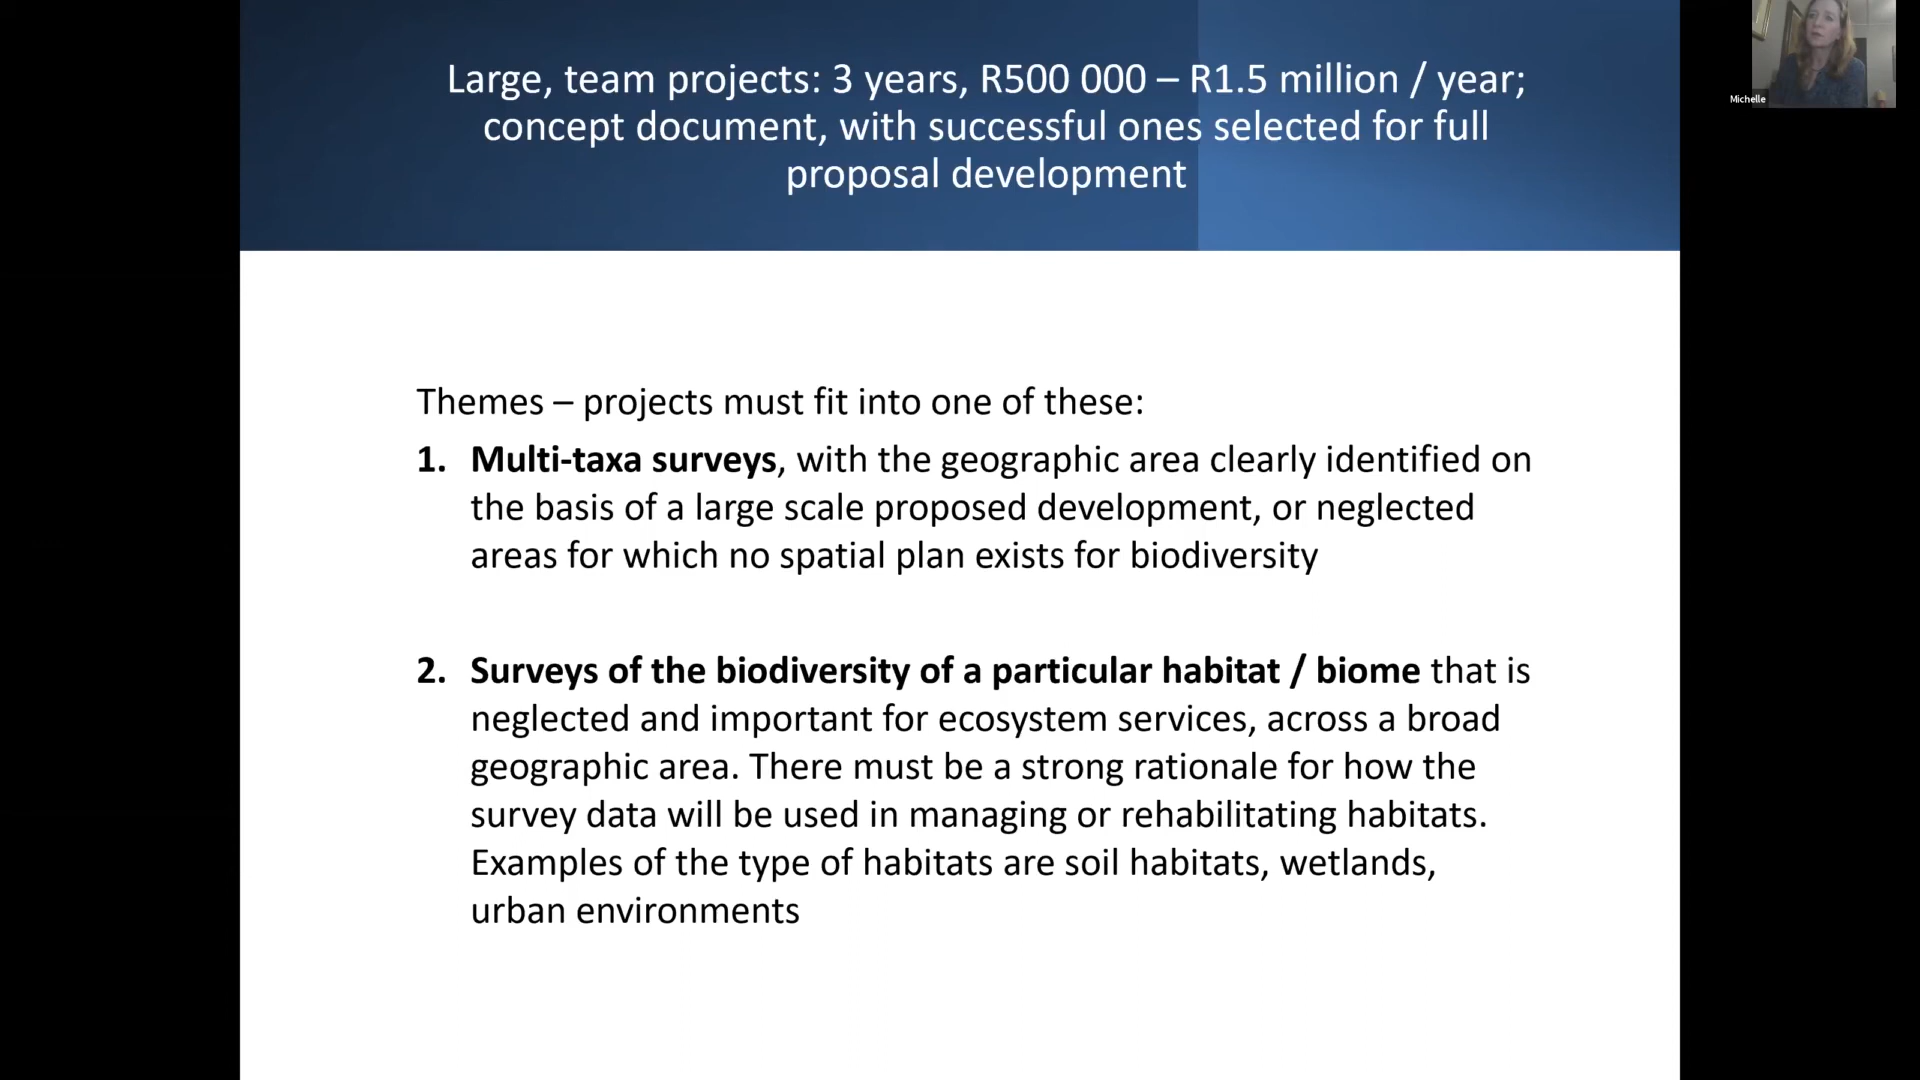 Large, team projects: 3 years, R500 000 – R1.5 million / year;
concept document, with successful ones selected for full
proposal development
Michelle
Themes – projects must fit into one of these:
1. Multi-taxa surveys, with the geographic area clearly identified on
the basis of a large scale proposed development, or neglected
areas for which no spatial plan exists for biodiversity
2. Surveys of the biodiversity of a particular habitat / biome that is
neglected and important for ecosystem services, across a broad
geographic area. There must be a strong rationale for how the
survey data will be used in managing or rehabilitating habitats.
Examples of the type of habitats are soil habitats, wetlands,
urban environments